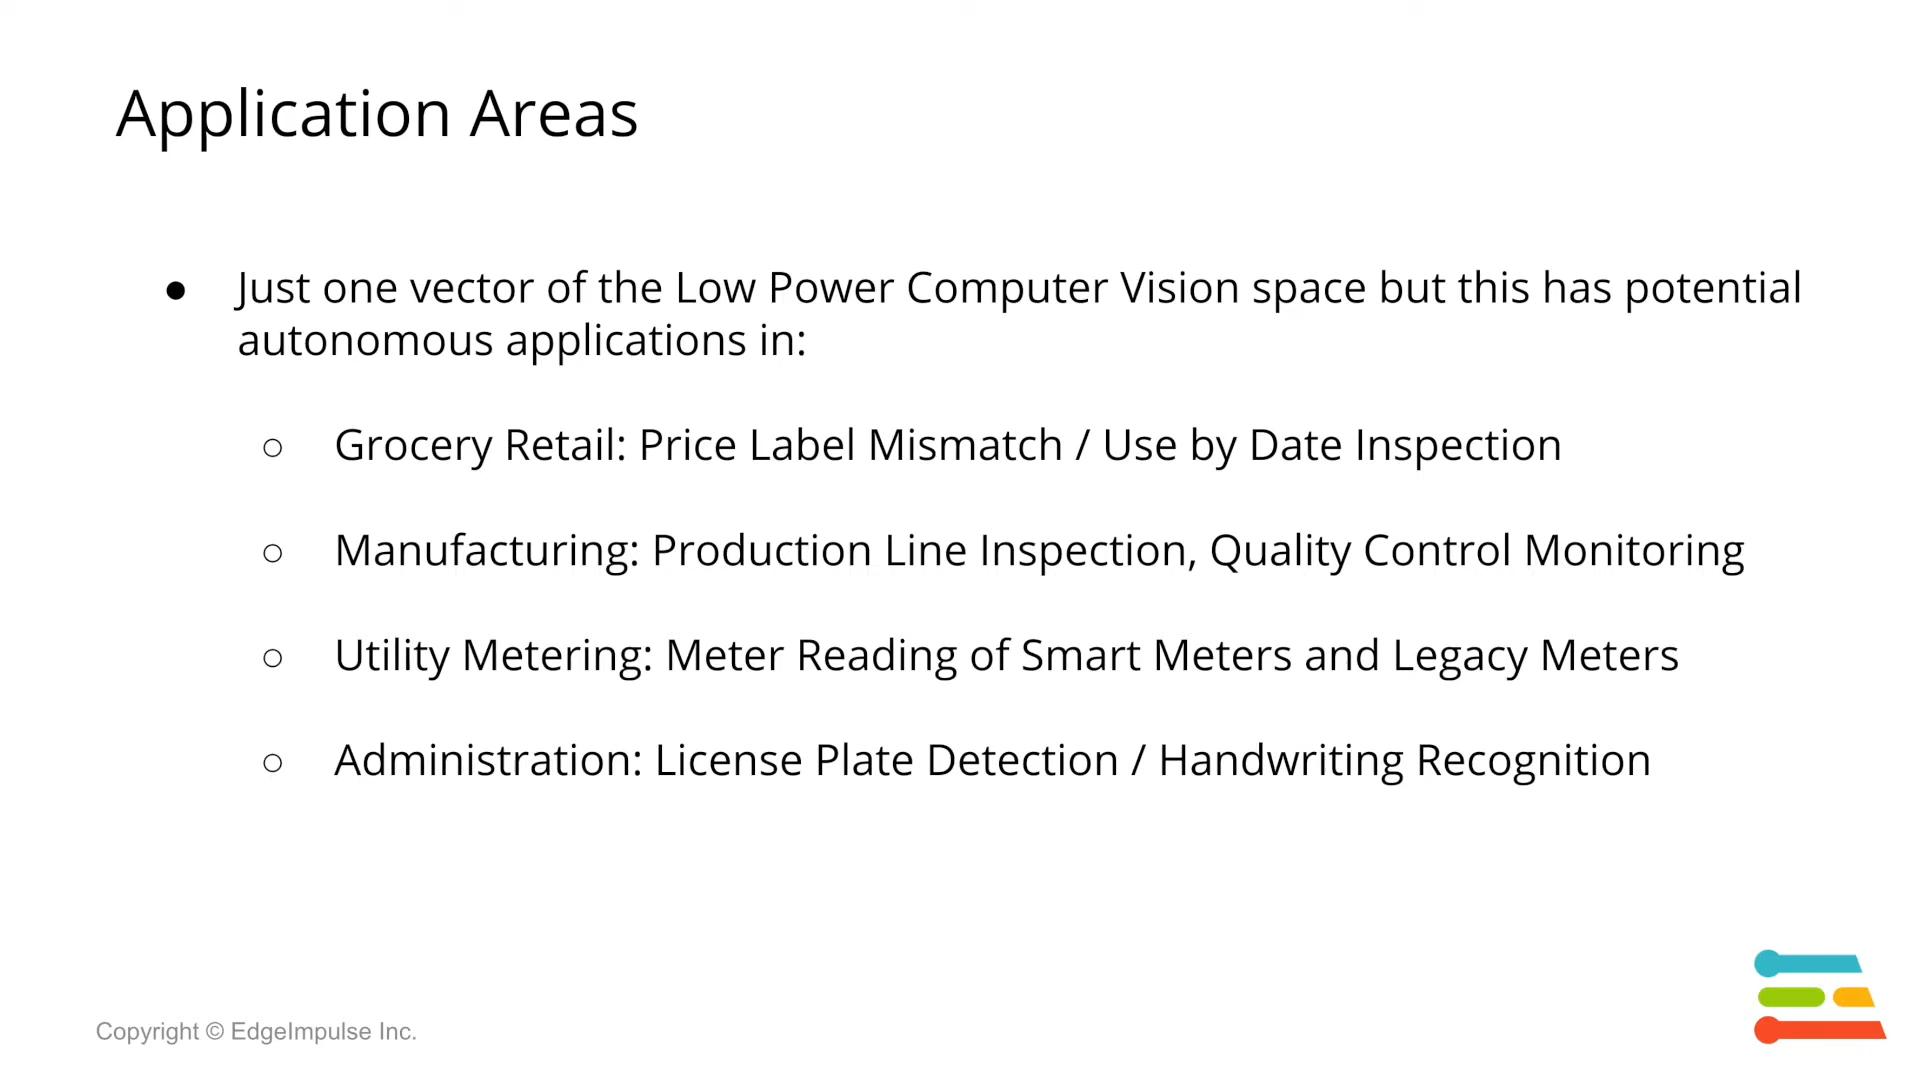 Application Areas
● Just one vector of the Low Power Computer Vision space but this has potential
autonomous applications in:
○ Grocery Retail: Price Label Mismatch / Use by Date Inspection
○ Manufacturing: Production Line Inspection, Quality Control Monitoring
○ Utility Metering: Meter Reading of Smart Meters and Legacy Meters
○ Administration: License Plate Detection / Handwriting Recognition
Copyright © EdgeImpulse Inc.